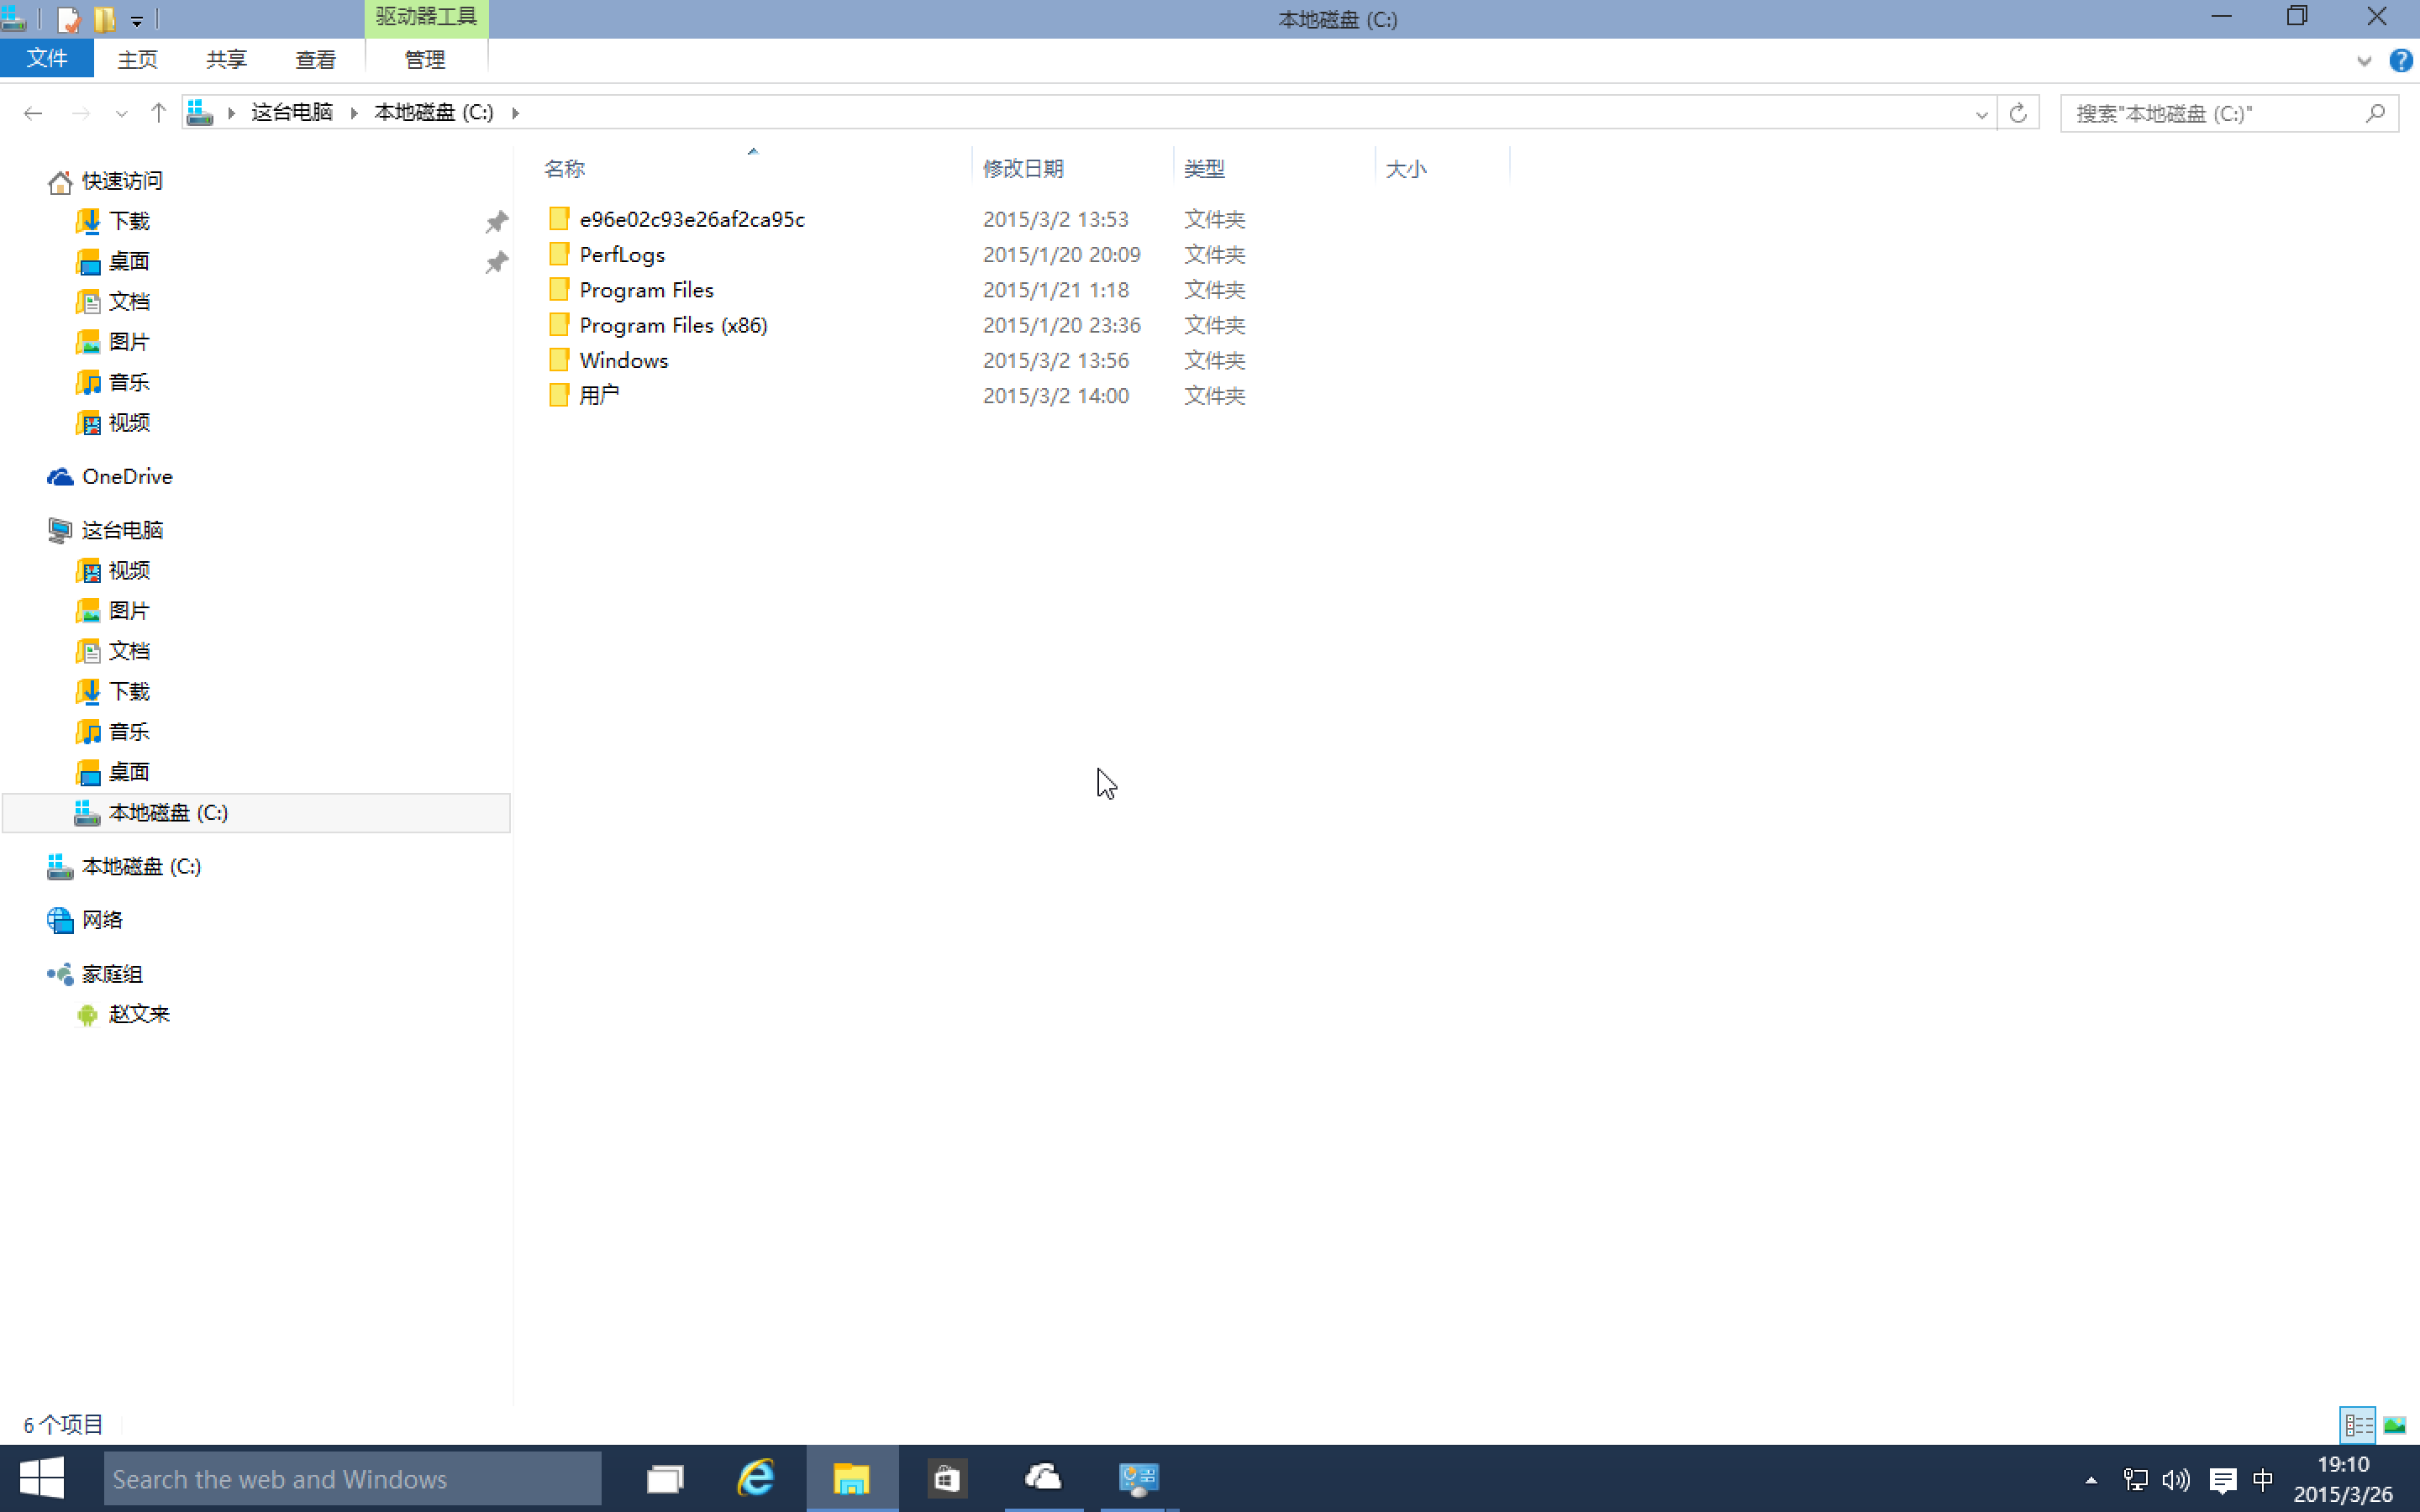 驱动器工具
本地磁盘 (C:)
文件 主页 共享 查看 管理
这台电脑 本地磁盘 (C:)
搜索"本地磁盘 (C:)"
名称 修改日期 类型 大小
e96e02c93e26af2ca95c 2015/3/2 13:53 文件夹
PerfLogs 2015/1/20 20:09 文件夹
Program Files 2015/1/21 1:18 文件夹
Program Files (x86) 2015/1/20 23:36 文件夹
Windows 2015/3/2 13:56 文件夹
用户 2015/3/2 14:00 文件夹
快速访问
下载
桌面
文档
图片
音乐
视频
OneDrive
这台电脑
视频
图片
文档
下载
音乐
桌面
本地磁盘 (C:)
本地磁盘 (C:)
网络
家庭组
赵文来
6 个项目
Search the web and Windows
中
19:10
2015/3/26